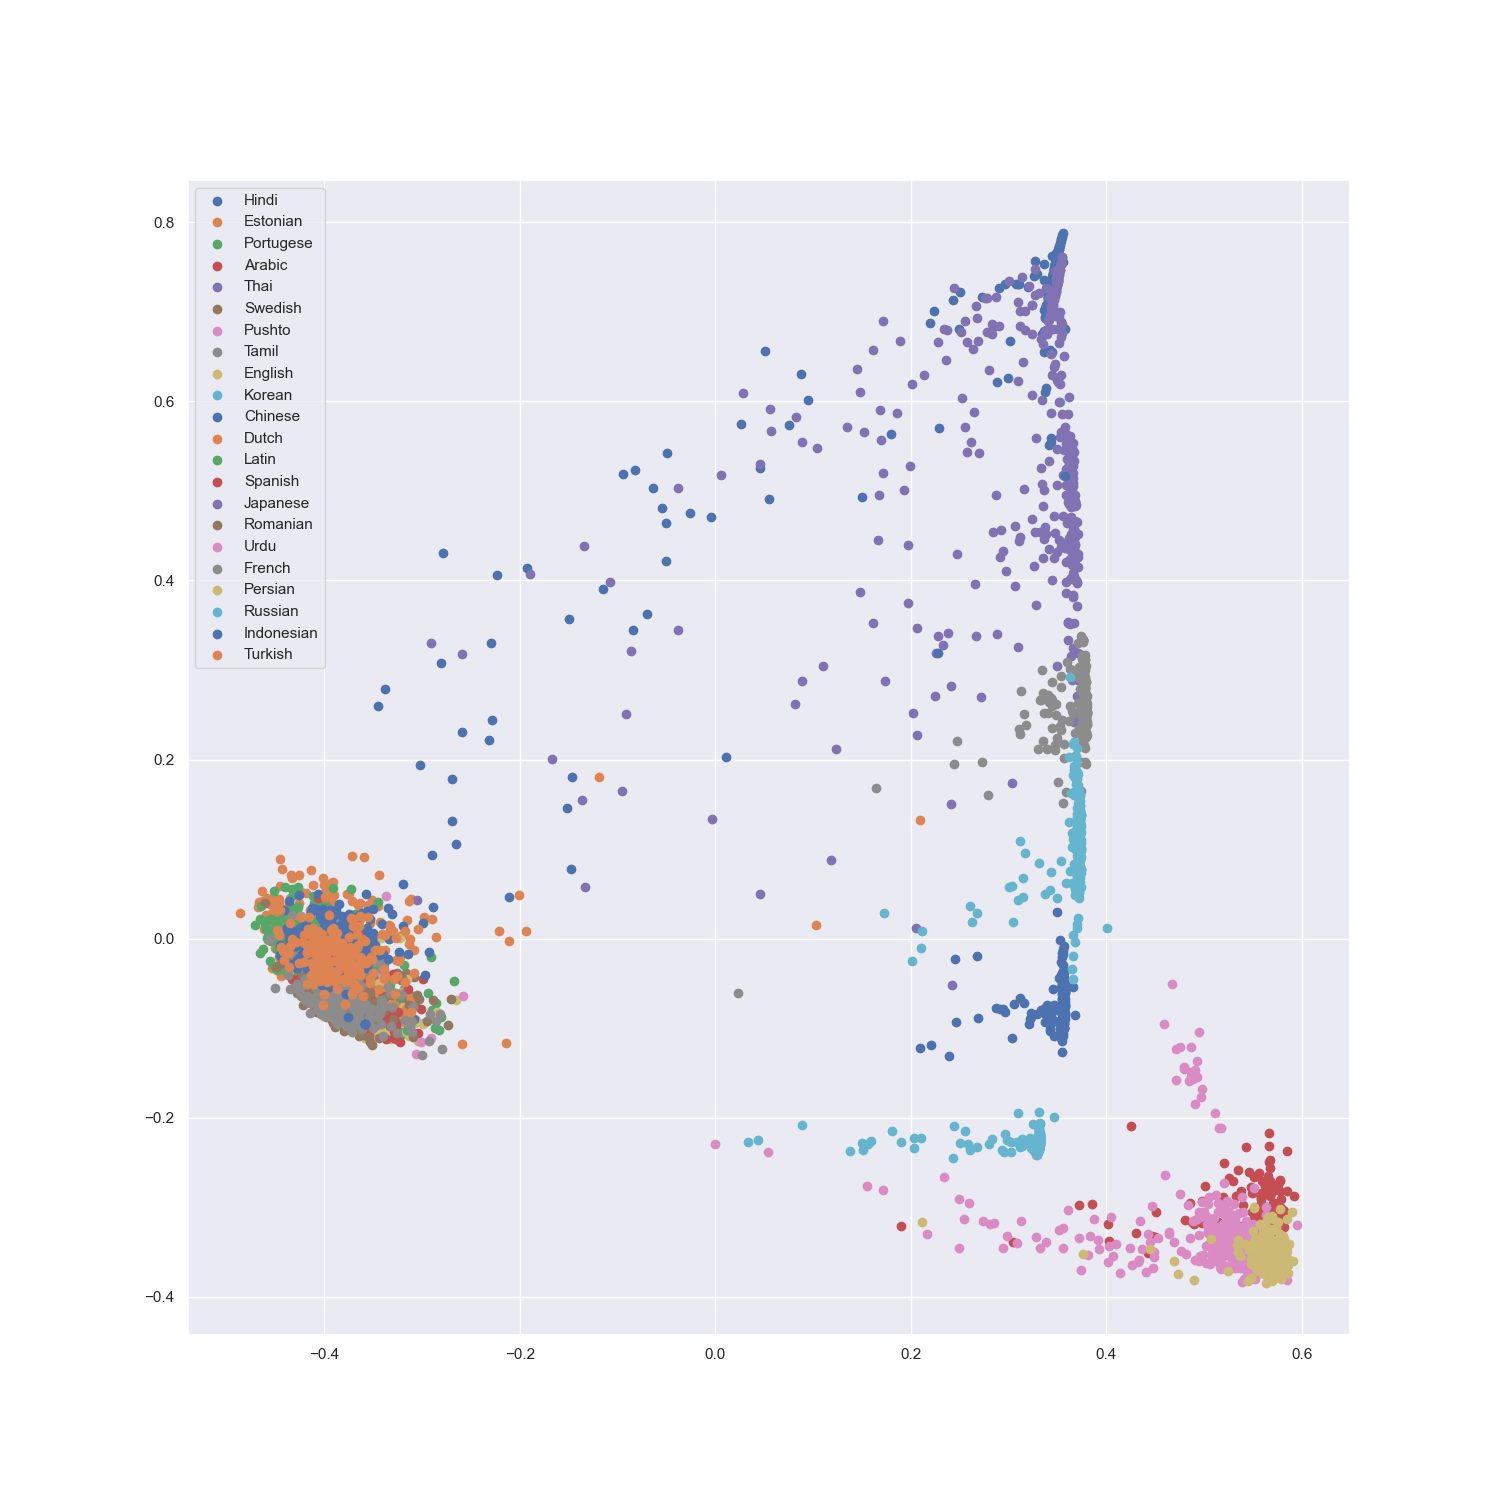 Hindi
Estonian
Portugese
Arabic
Thai
Swedish
Pushto
Tamil
English
Korean
Chinese
Dutch
Latin
Spanish
Japanese
Romanian
Urdu
French
Persian
Russian
Indonesian
Turkish
0.8
0.6
0.4
0.2
0.0
−0.2
−0.4
−0.4 −0.2 0.0 0.2 0.4 0.6